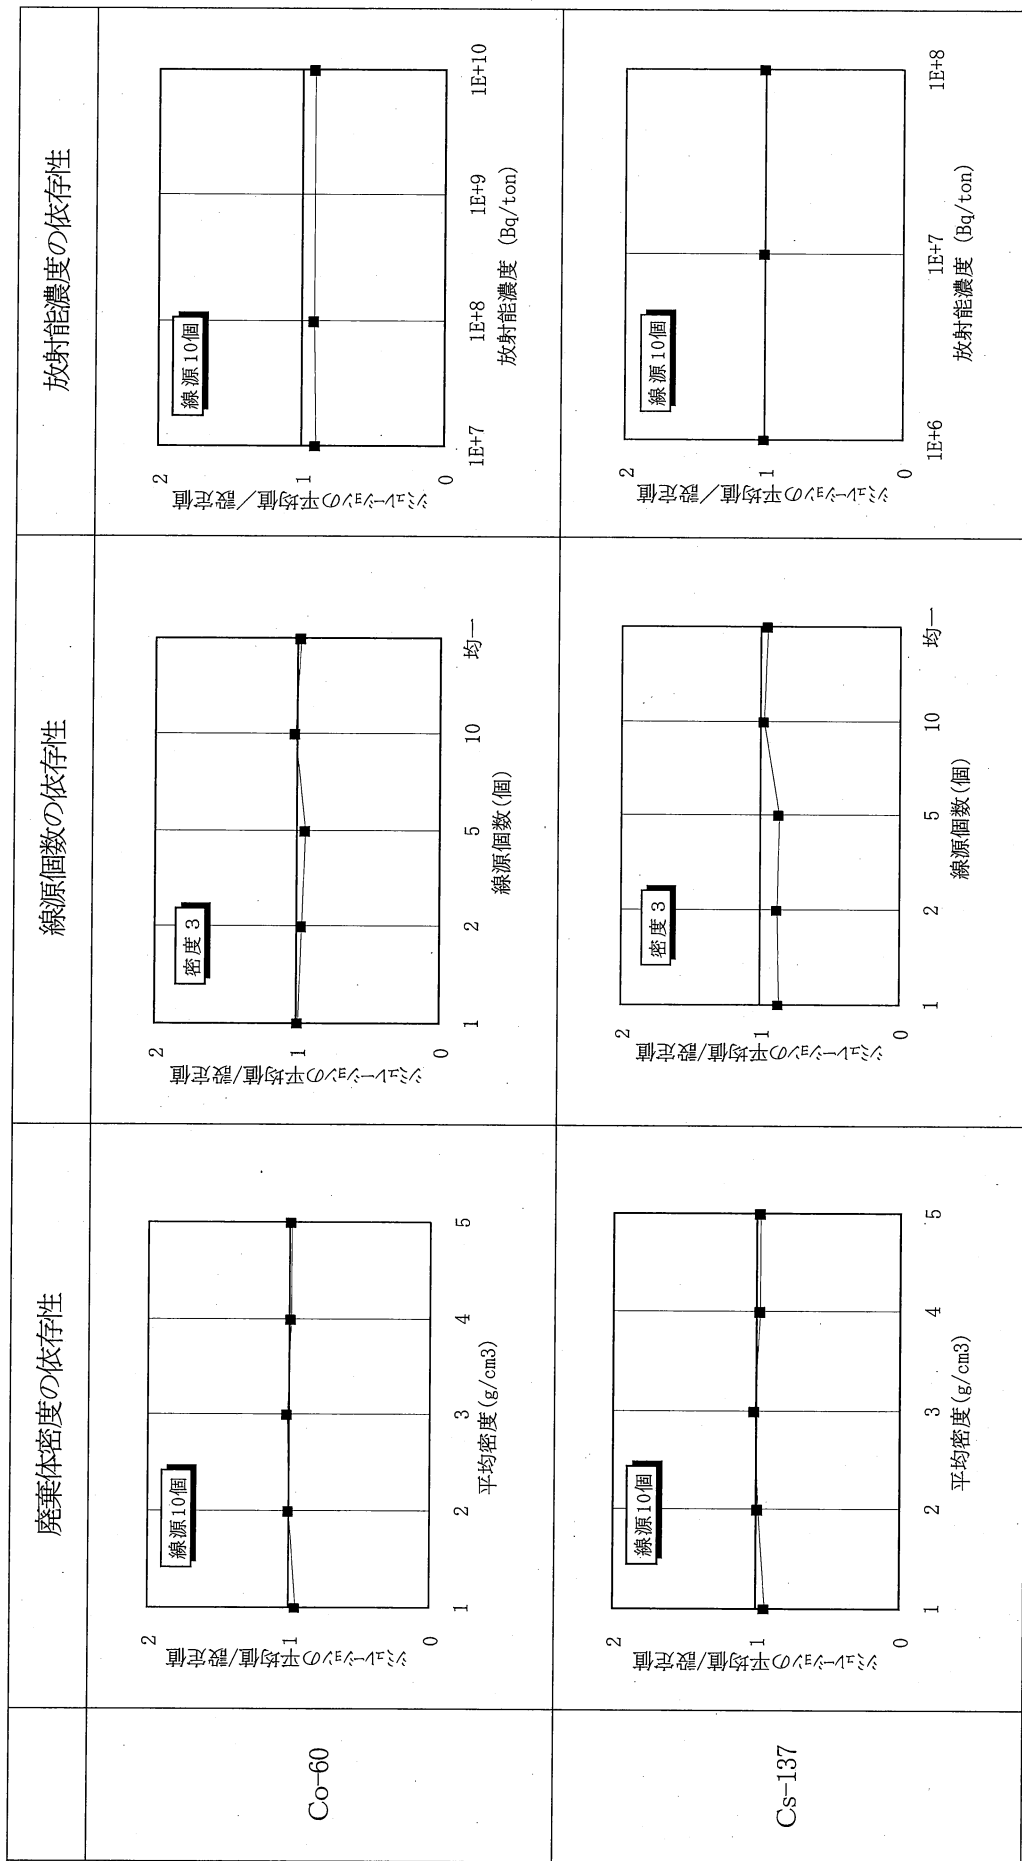 廃棄体密度の依存性
線源個数の依存性
放射能濃度の依存性
Co-60
シミュレーションの平均値/設定値
2
1
0
線源10個
1
2
3
4
5
平均密度(g/cm3)
シミュレーションの平均値/設定値
2
1
0
密度3
1
2
5
10
均一
線源個数(個)
シミュレーションの平均値/設定値
2
1
0
線源10個
1E+7
1E+8
1E+9
1E+10
放射能濃度 (Bq/ton)
Cs-137
シミュレーションの平均値/設定値
2
1
0
線源10個
1
2
3
4
5
平均密度(g/cm3)
シミュレーションの平均値/設定値
2
1
0
密度3
1
2
5
10
均一
線源個数(個)
シミュレーションの平均値/設定値
2
1
0
線源10個
1E+6
1E+7
1E+8
放射能濃度 (Bq/ton)